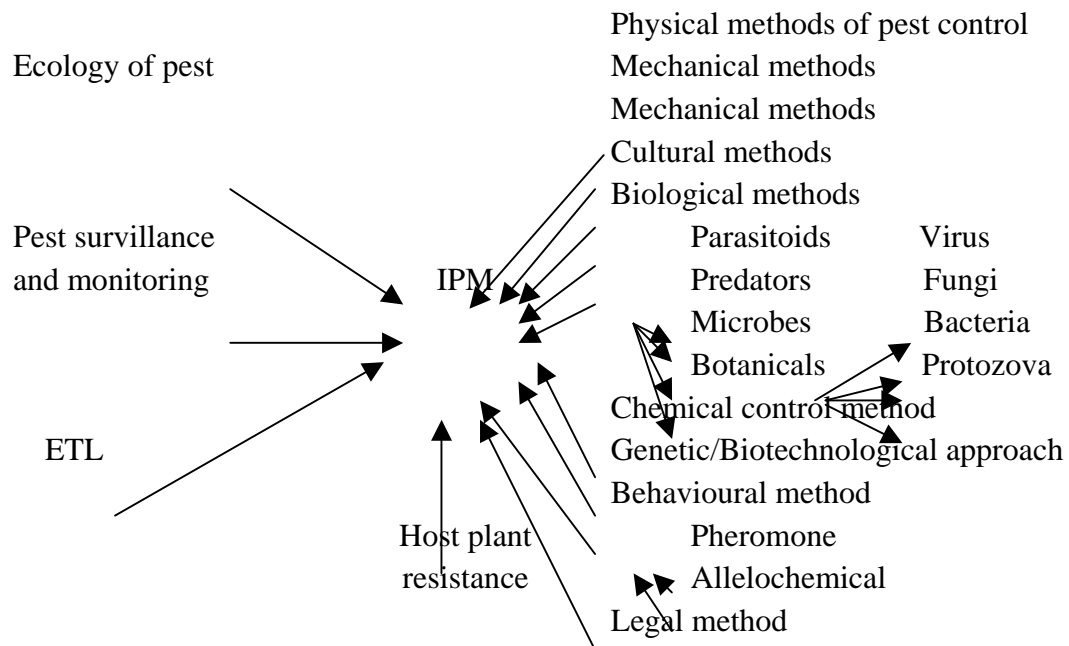 Physical methods of pest control
Ecology of pest
Mechanical methods
Mechanical methods
Cultural methods
Biological methods
Pest survillance
and monitoring
IPM
Parasitoids Virus
Predators Fungi
Microbes Bacteria
Botanicals Protozova
Chemical control method
ETL
Genetic/Biotechnological approach
Behavioural method
Host plant
resistance
Pheromone
Allelochemical
Legal method